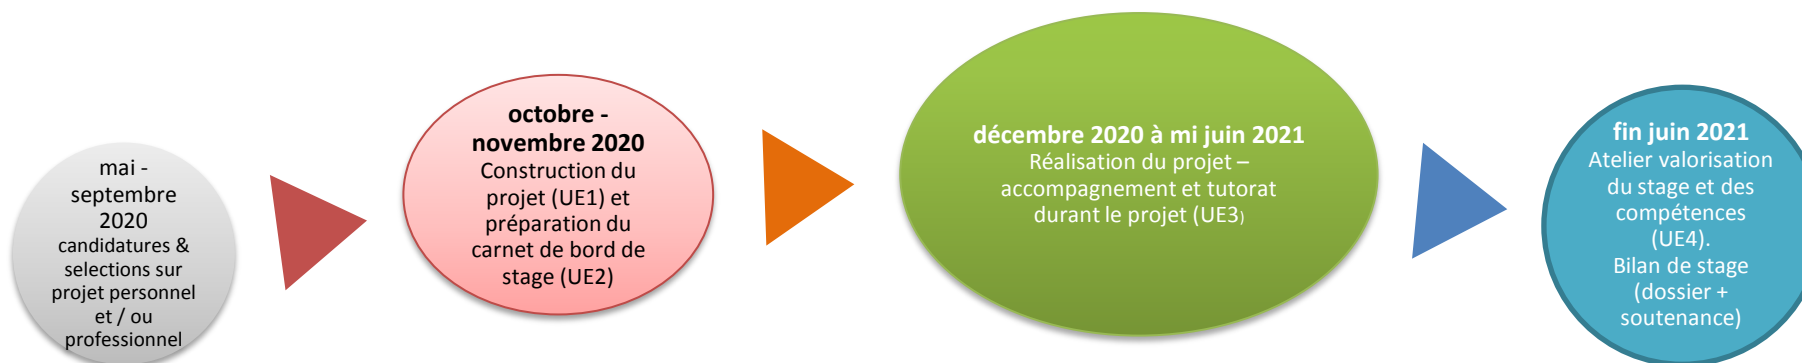 mai -
septembre
2020
candidatures &
selections sur
projet personnel
et / ou
professionnel
octobre -
novembre 2020
Construction du
projet (UE1) et
préparation du
carnet de bord de
stage (UE2)
décembre 2020 à mi juin 2021
Réalisation du projet –
accompagnement et tutorat
durant le projet (UE3)
fin juin 2021
Atelier valorisation
du stage et des
compétences
(UE4).
Bilan de stage
(dossier +
soutenance)